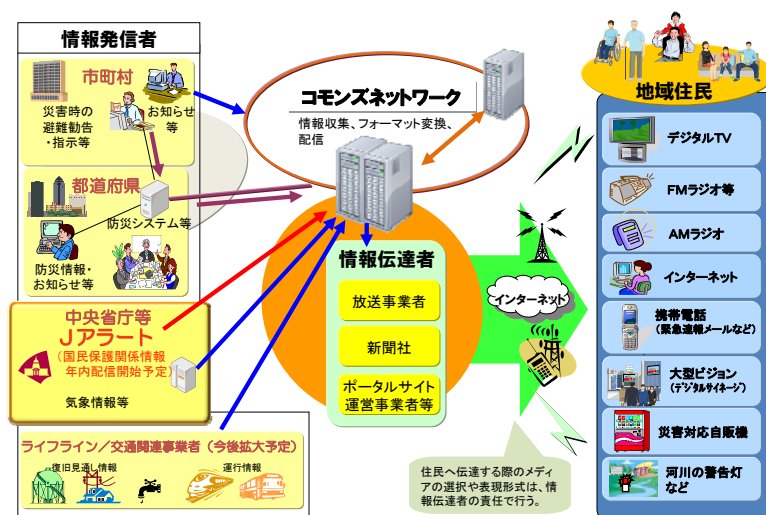 情報発信者
市町村
災害時の
避難勧告
・指示等
お知らせ
等
都道府県
防災システム等
防災情報・
お知らせ等
中央省庁等
Jアラート
（国民保護関係情報
年内配信開始予定）
気象情報等
ライフライン／交通関連事業者（今後拡大予定）
復旧見通し情報
運行情報
コモンズネットワーク
情報収集、フォーマット変換、
配信
情報伝達者
放送事業者
新聞社
ポータルサイト
運営事業者等
インターネット
住民へ伝達する際のメディ
アの選択や表現形式は、情
報伝達者の責任で行う。
地域住民
デジタルTV
FMラジオ等
AMラジオ
インターネット
携帯電話
（緊急速報メールなど）
大型ビジョン
（デジタルサイネージ）
災害対応自販機
河川の警告灯
など